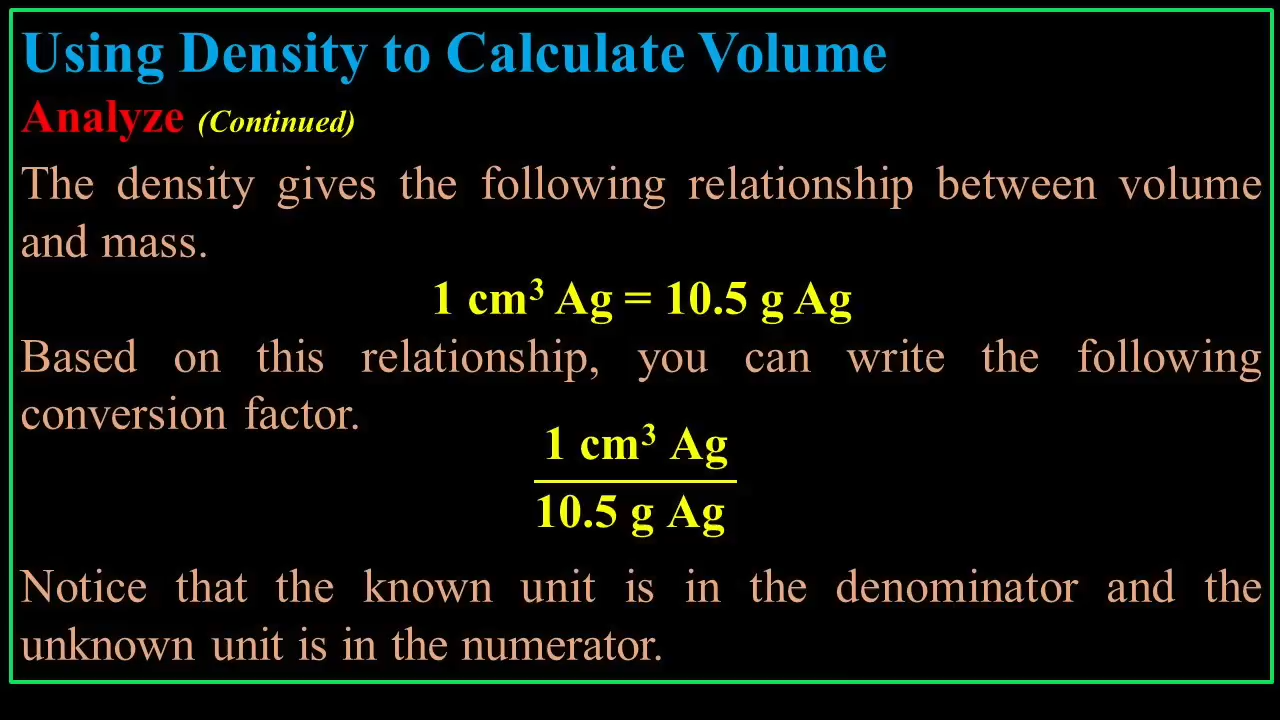 Using Density to Calculate Volume
Analyze (Continued)
The density gives the following relationship between volume
and mass.
1 cm³ Ag = 10.5 g Ag
Based on this relationship, you can write the following
conversion factor.
1 cm³ Ag
10.5 g Ag
Notice that the known unit is in the denominator and the
unknown unit is in the numerator.